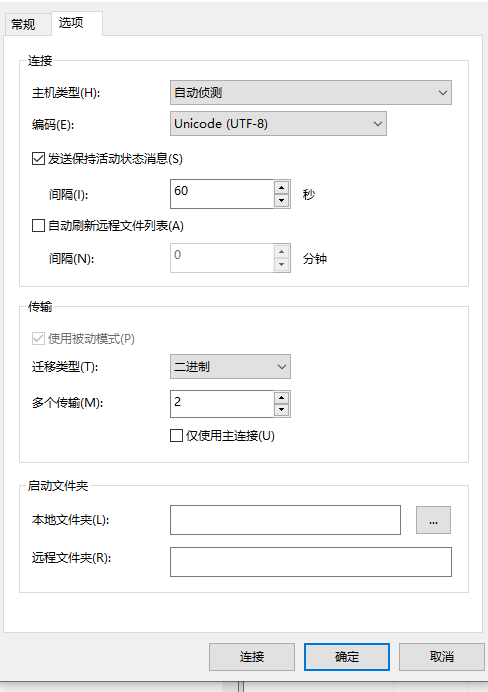 常规 选项
连接
主机类型(H): 自动侦测
编码(E): Unicode (UTF-8)
发送保持活动状态消息(S)
间隔(I): 60 秒
自动刷新远程文件列表(A)
间隔(N): 0 分钟
传输
使用被动模式(P)
迁移类型(T): 二进制
多个传输(M): 2
仅使用主连接(U)
启动文件夹
本地文件夹(L): ...
远程文件夹(R):
连接 确定 取消